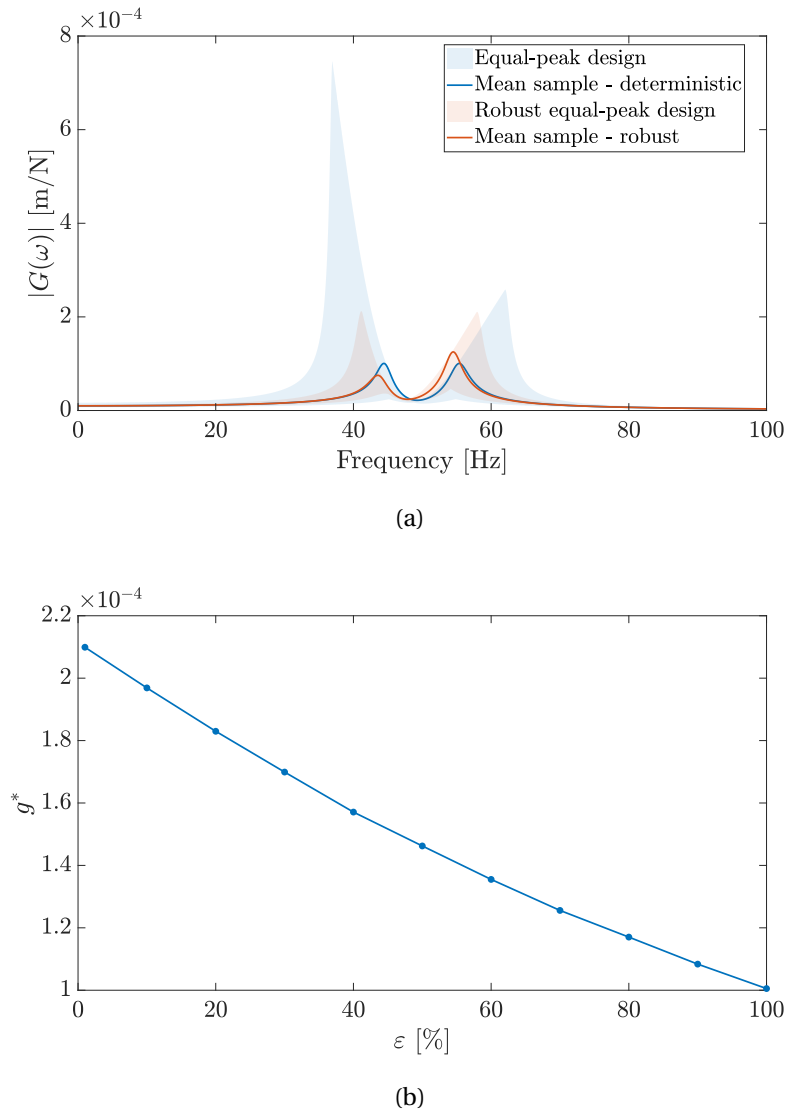 ×10⁻⁴
8
6
4
2
0
|G(ω)| [m/N]
Equal-peak design
Mean sample - deterministic
Robust equal-peak design
Mean sample - robust
0 20 40 60 80 100
Frequency [Hz]
(a)
×10⁻⁴
2.2
2
1.8
1.6
1.4
1.2
1
g*
0 20 40 60 80 100
ε [%]
(b)